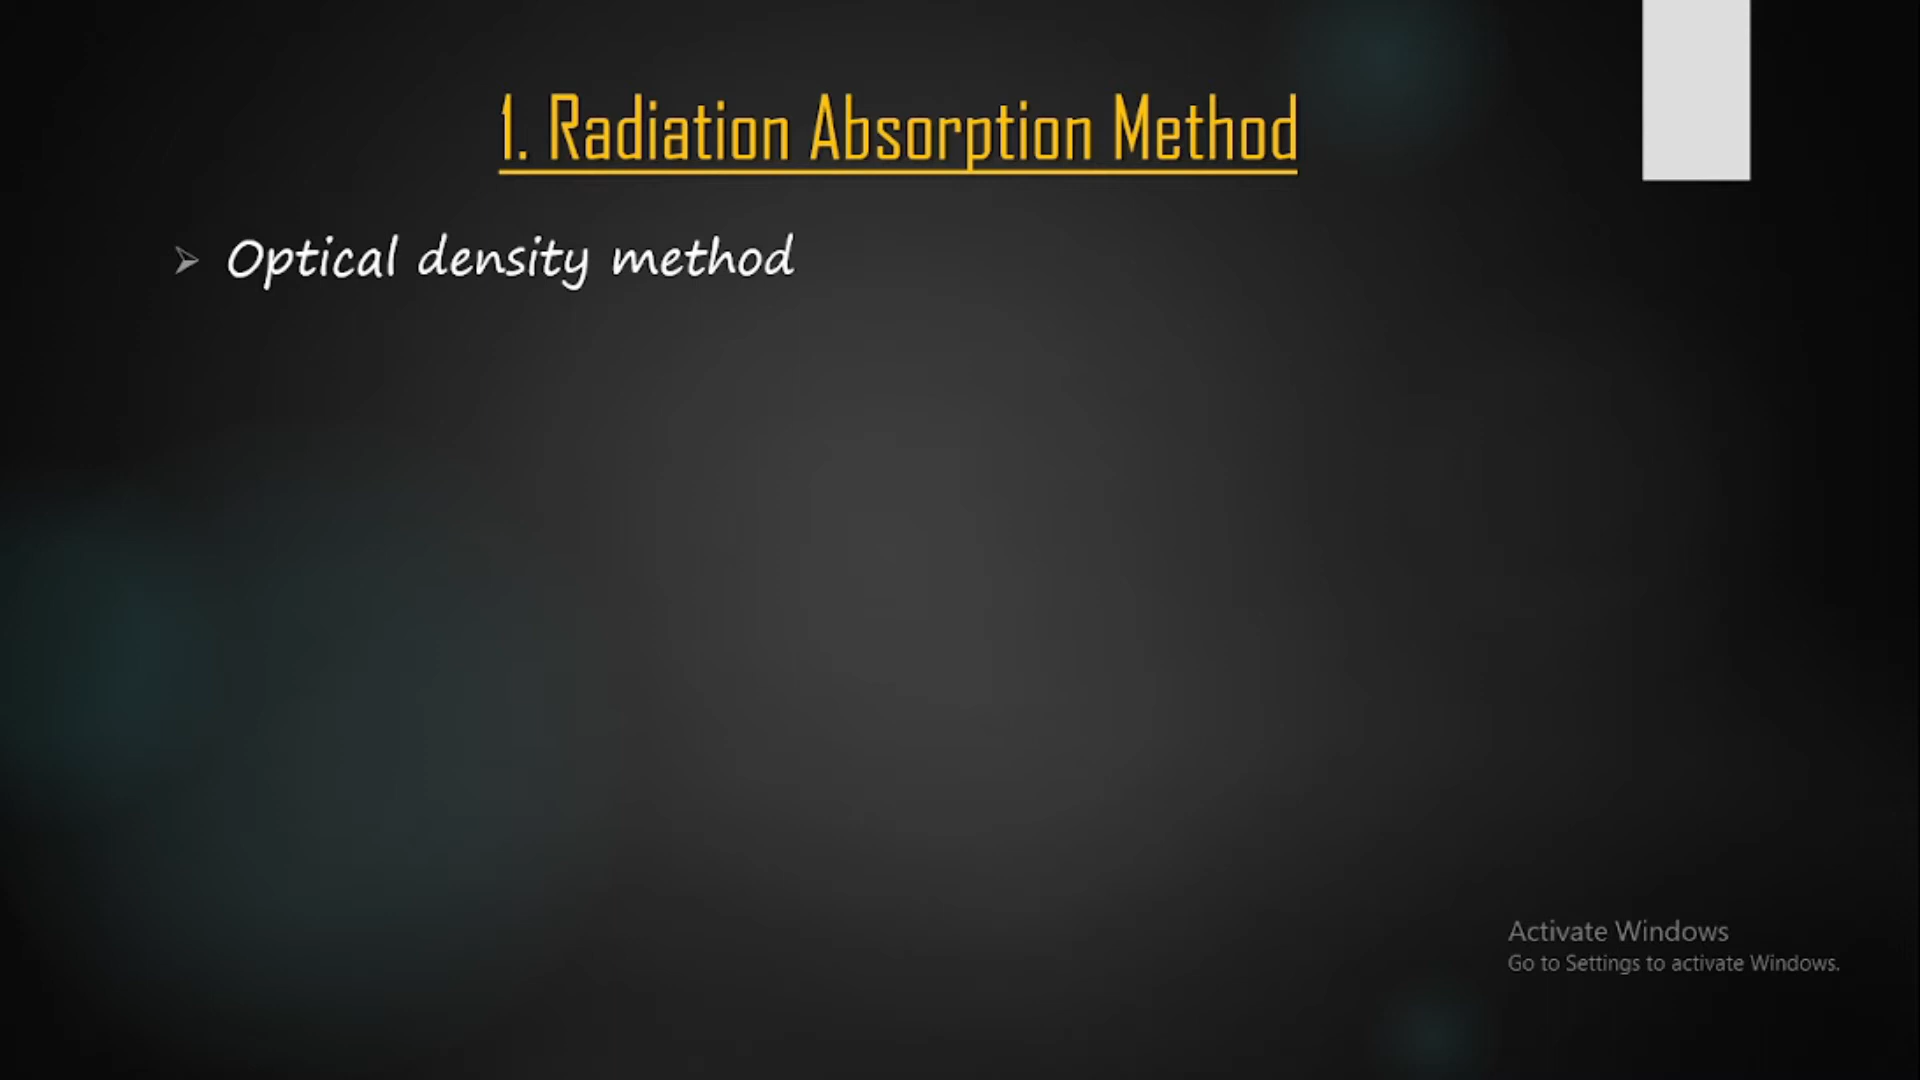 1. Radiation Absorption Method
Optical density method
Activate Windows
Go to Settings to activate Windows.